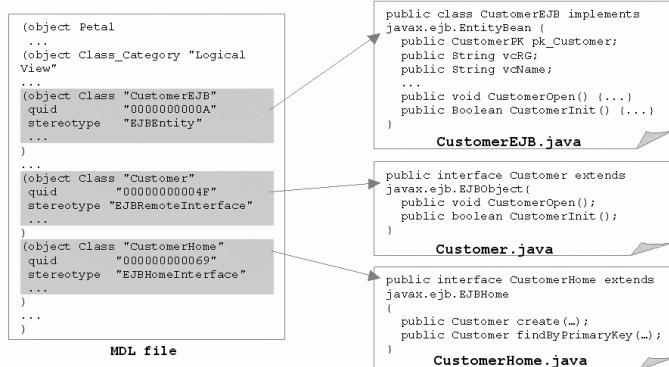 (object Petal
...
(object Class_Category "Logical
View"
...
(object Class "CustomerEJB"
quid "0000000000A"
stereotype "EJBEntity"
...
)
...
(object Class "Customer"
quid "00000000004F"
stereotype "EJBRemoteInterface"
...
)
(object Class "CustomerHome"
quid "000000000069"
stereotype "EJBHomeInterface"
...
)
...
)
MDL file
public class CustomerEJB implements
javax.ejb.EntityBean {
public CustomerPK pk_Customer;
public String vcRG;
public String vcName;
...
public void CustomerOpen() {...}
public Boolean CustomerInit() {...}
}
CustomerEJB.java
public interface Customer extends
javax.ejb.EJBObject{
public void CustomerOpen();
public boolean CustomerInit();
}
Customer.java
public interface CustomerHome extends
javax.ejb.EJBHome
{
public Customer create(…);
public Customer findByPrimaryKey(…);
}
CustomerHome.java